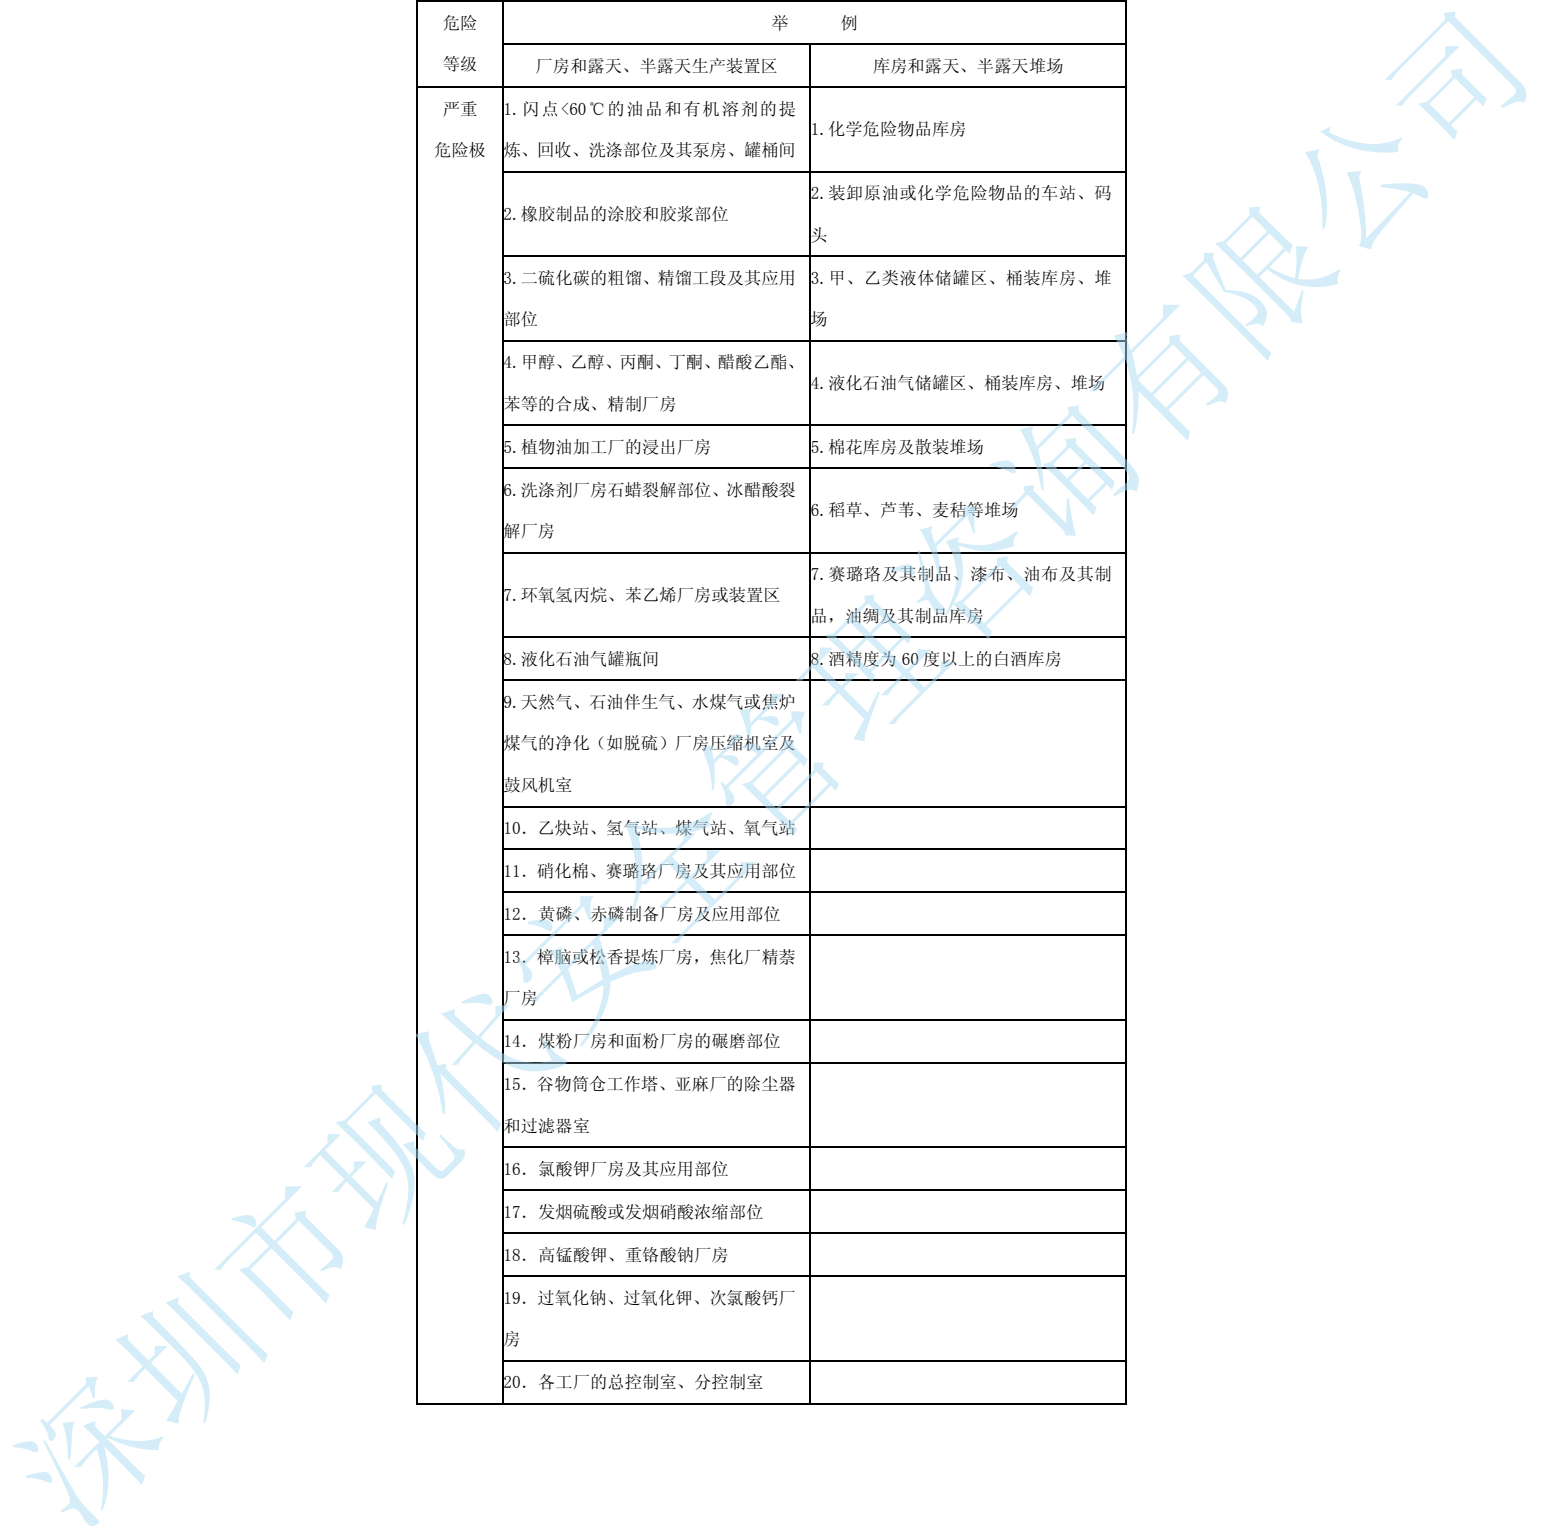 危险
等级
举 例
厂房和露天、半露天生产装置区
库房和露天、半露天堆场
严重
危险极
1.闪点<60℃的油品和有机溶剂的提
炼、回收、洗涤部位及其泵房、罐桶间
1.化学危险物品库房
2.橡胶制品的涂胶和胶浆部位
2.装卸原油或化学危险物品的车站、码
头
3.二硫化碳的粗馏、精馏工段及其应用
部位
3.甲、乙类液体储罐区、桶装库房、堆
场
4.甲醇、乙醇、丙酮、丁酮、醋酸乙酯、
苯等的合成、精制厂房
4.液化石油气储罐区、桶装库房、堆场
5.植物油加工厂的浸出厂房
5.棉花库房及散装堆场
6.洗涤剂厂房石蜡裂解部位、冰醋酸裂
解厂房
6.稻草、芦苇、麦秸等堆场
7.环氧氢丙烷、苯乙烯厂房或装置区
7.赛璐珞及其制品、漆布、油布及其制
品，油绸及其制品库房
8.液化石油气罐瓶间
8.酒精度为 60 度以上的白酒库房
9.天然气、石油伴生气、水煤气或焦炉
煤气的净化（如脱硫）厂房压缩机室及
鼓风机室
10．乙炔站、氢气站、煤气站、氧气站
11．硝化棉、赛璐珞厂房及其应用部位
12．黄磷、赤磷制备厂房及应用部位
13．樟脑或松香提炼厂房，焦化厂精萘
厂房
14．煤粉厂房和面粉厂房的碾磨部位
15．谷物筒仓工作塔、亚麻厂的除尘器
和过滤器室
16．氯酸钾厂房及其应用部位
17．发烟硫酸或发烟硝酸浓缩部位
18．高锰酸钾、重铬酸钠厂房
19．过氧化钠、过氧化钾、次氯酸钙厂
房
20．各工厂的总控制室、分控制室
深圳市现代安全管理咨询有限公司